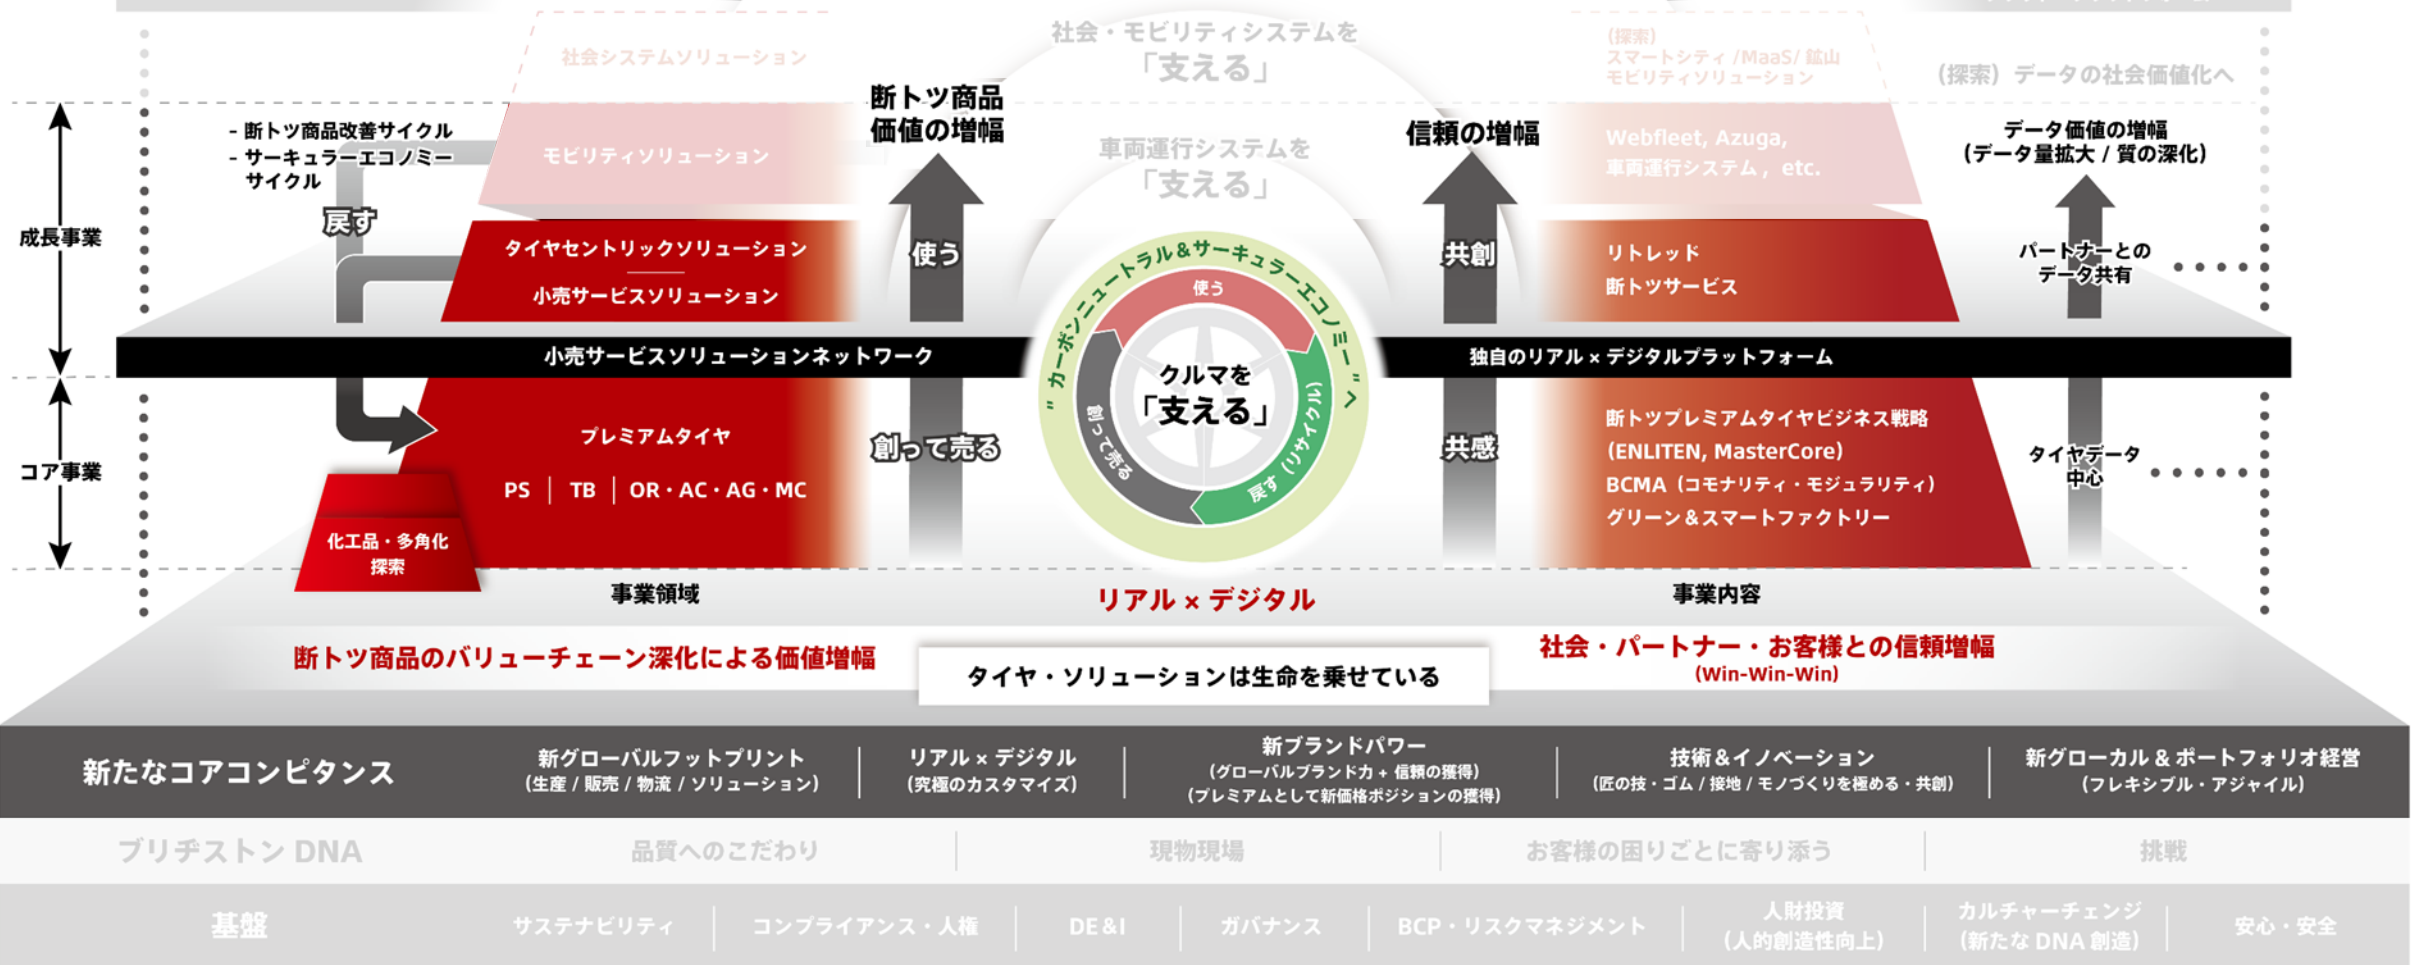 社会システムソリューション
社会・モビリティシステムを
「支える」
(探索)
スマートシティ /MaaS/ 鉱山
モビリティソリューション
(探索) データの社会価値化へ
- 断トツ商品改善サイクル
- サーキュラーエコノミー
サイクル
戻す
モビリティソリューション
断トツ商品
価値の増幅
車両運行システムを
「支える」
信頼の増幅
Webfleet, Azuga,
車両運行システム, etc.
データ価値の増幅
(データ量拡大 / 質の深化)
成長事業
タイヤセントリックソリューション
小売サービスソリューション
使う
共創
リトレッド
断トツサービス
パートナーとの
データ共有
小売サービスソリューションネットワーク
独自のリアル × デジタルプラットフォーム
" カーボンニュートラル&サーキュラーエコノミー " へ
使う
創って売る
戻す (リサイクル)
クルマを
「支える」
コア事業
プレミアムタイヤ
PS | TB | OR・AC・AG・MC
創って売る
共感
断トツプレミアムタイヤビジネス戦略
(ENLITEN, MasterCore)
BCMA (コモナリティ・モジュラリティ)
グリーン&スマートファクトリー
タイヤデータ
中心
化工品・多角化
探索
事業領域
リアル × デジタル
事業内容
断トツ商品のバリューチェーン深化による価値増幅
タイヤ・ソリューションは生命を乗せている
社会・パートナー・お客様との信頼増幅
(Win-Win-Win)
新たなコアコンピタンス
新グローバルフットプリント
(生産 / 販売 / 物流 / ソリューション)
リアル × デジタル
(究極のカスタマイズ)
新ブランドパワー
(グローバルブランド力 + 信頼の獲得)
(プレミアムとして新価格ポジションの獲得)
技術&イノベーション
(匠の技・ゴム / 接地 / モノづくりを極める・共創)
新グローカル & ポートフォリオ経営
(フレキシブル・アジャイル)
ブリヂストン DNA
品質へのこだわり
現物現場
お客様の困りごとに寄り添う
挑戦
基盤
サステナビリティ
コンプライアンス・人権
DE&I
ガバナンス
BCP・リスクマネジメント
人財投資
(人的創造性向上)
カルチャーチェンジ
(新たな DNA 創造)
安心・安全